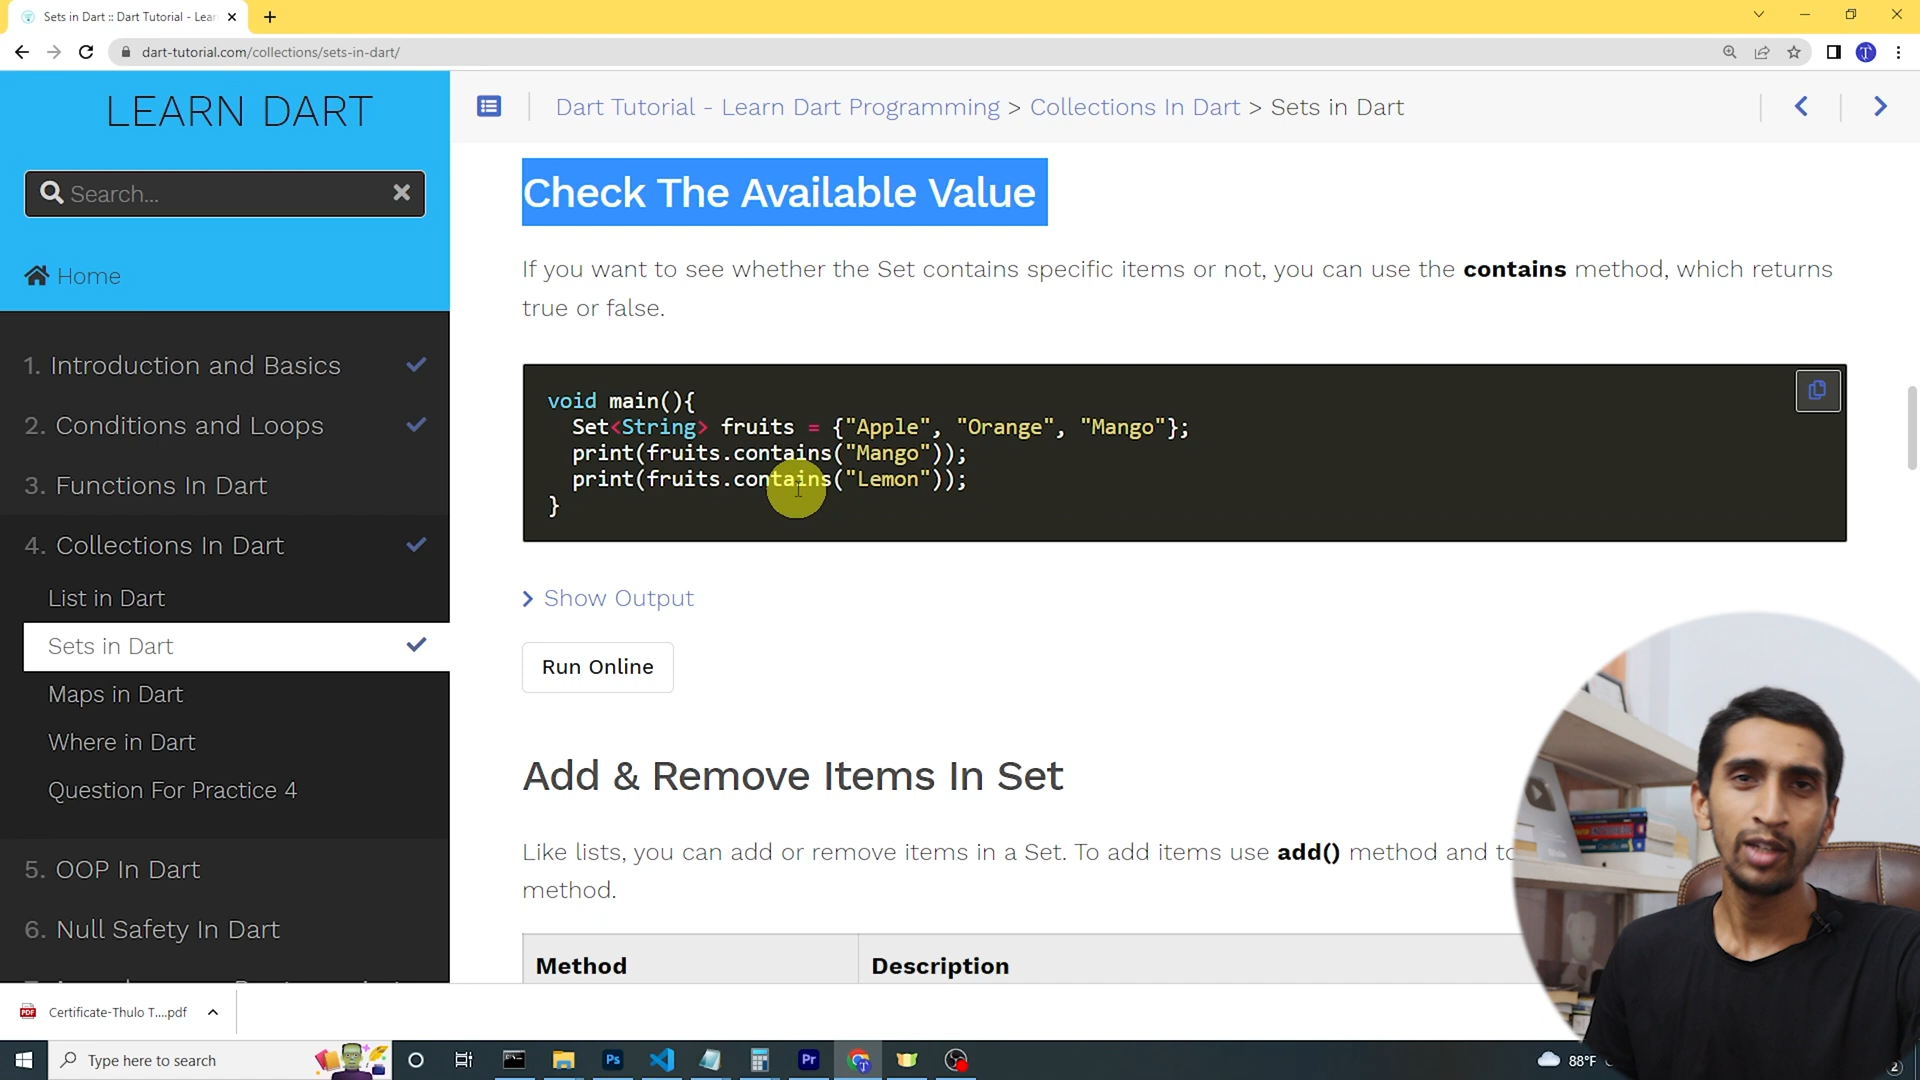 Sets in Dart :: Dart Tutorial - Lear
dart-tutorial.com/collections/sets-in-dart/
LEARN DART
Search...
Home
1. Introduction and Basics
2. Conditions and Loops
3. Functions In Dart
4. Collections In Dart
List in Dart
Sets in Dart
Maps in Dart
Where in Dart
Question For Practice 4
5. OOP In Dart
6. Null Safety In Dart
Dart Tutorial - Learn Dart Programming > Collections In Dart > Sets in Dart
Check The Available Value
If you want to see whether the Set contains specific items or not, you can use the contains method, which returns
true or false.
void main(){
Set<String> fruits = {"Apple", "Orange", "Mango"};
print(fruits.contains("Mango"));
print(fruits.contains("Lemon"));
}
Show Output
Run Online
Add & Remove Items In Set
Like lists, you can add or remove items in a Set. To add items use add() method and to
method.
Method Description
Certificate-Thulo T....pdf
Type here to search
88°F
2